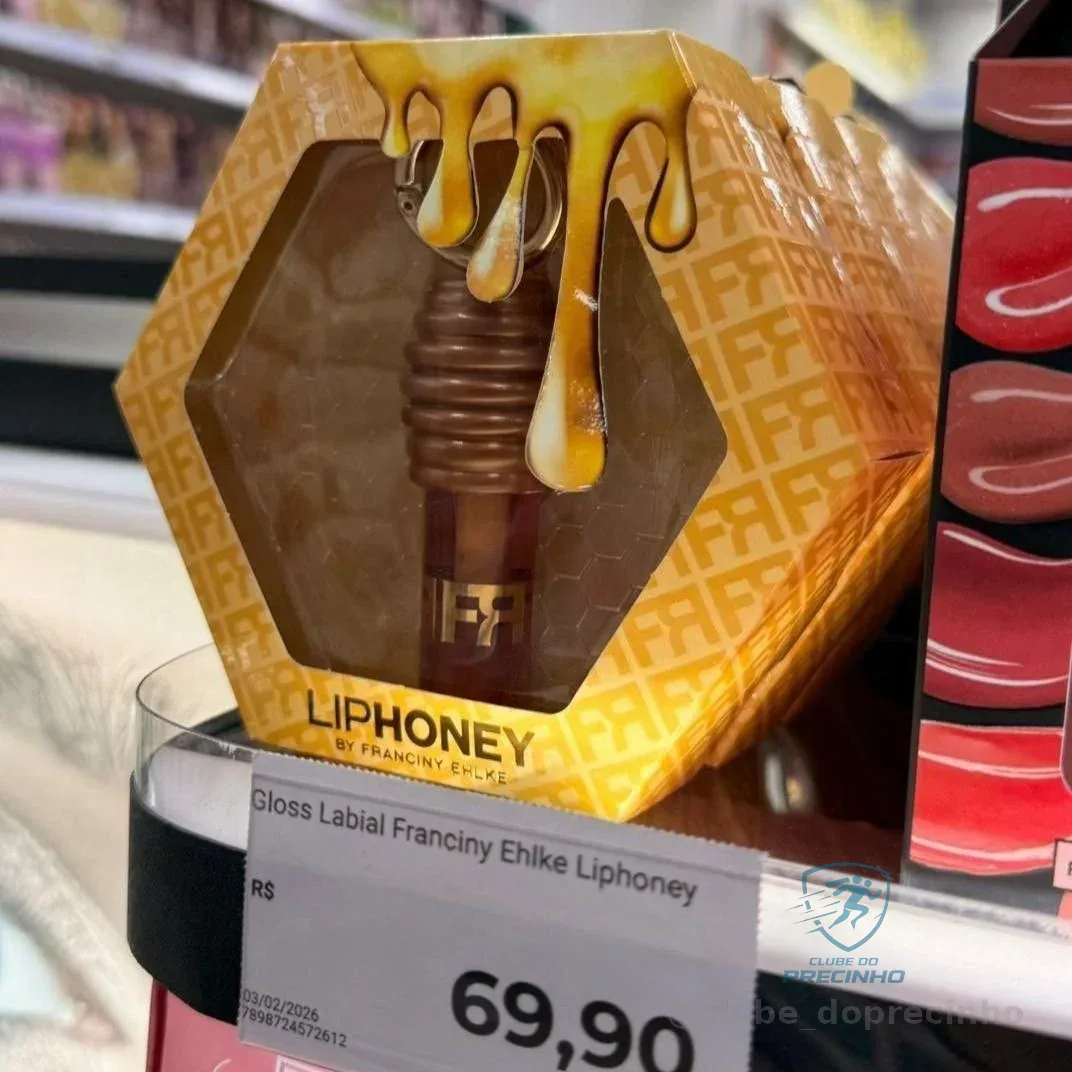 FR
LIPHONEY
BY FRANCINY EHLKE
Gloss Labial Franciny Ehlke Liphoney
R$
69,90
03/02/2026
7898724572612
CLUBE DO
PRECINHO
be_doprecinho